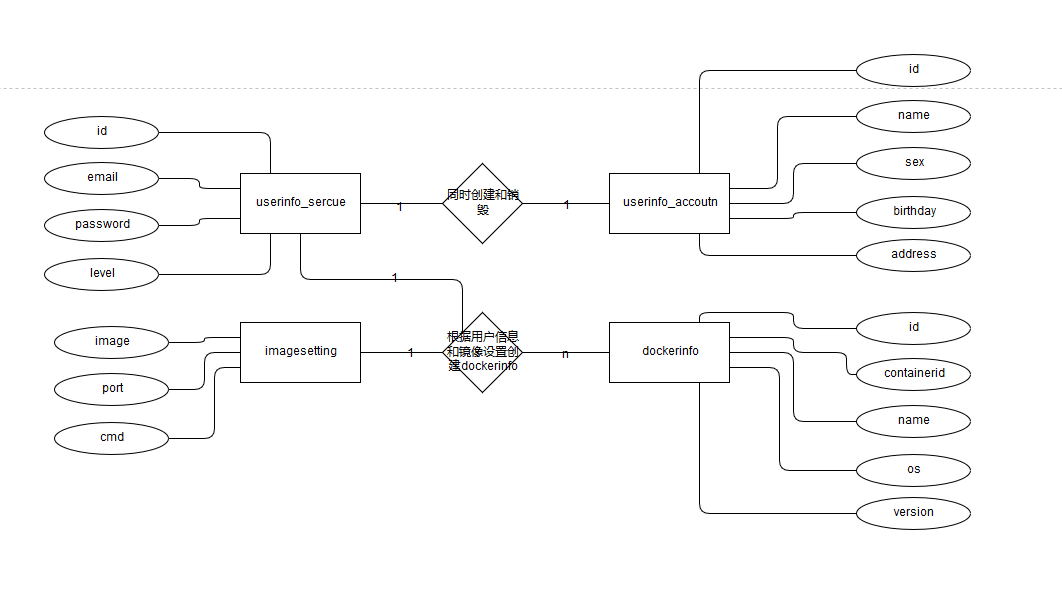 id
email
password
level
userinfo_sercue
1
同时创建和销
毁
1
userinfo_accoutn
id
name
sex
birthday
address
1
image
port
cmd
imagesetting
1
根据用户信息
和镜像设置创
建dockerinfo
n
dockerinfo
id
containerid
name
os
version